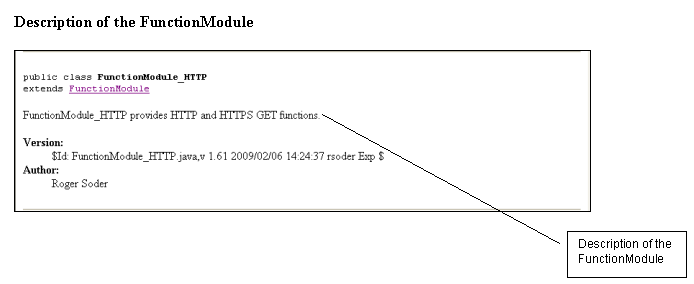 Description of the FunctionModule
public class FunctionModule_HTTP
extends FunctionModule
FunctionModule_HTTP provides HTTP and HTTPS GET functions.
Version:
$Id: FunctionModule_HTTP.java,v 1.61 2009/02/06 14:24:37 rsoder Exp $
Author:
Roger Soder
Description of the
FunctionModule